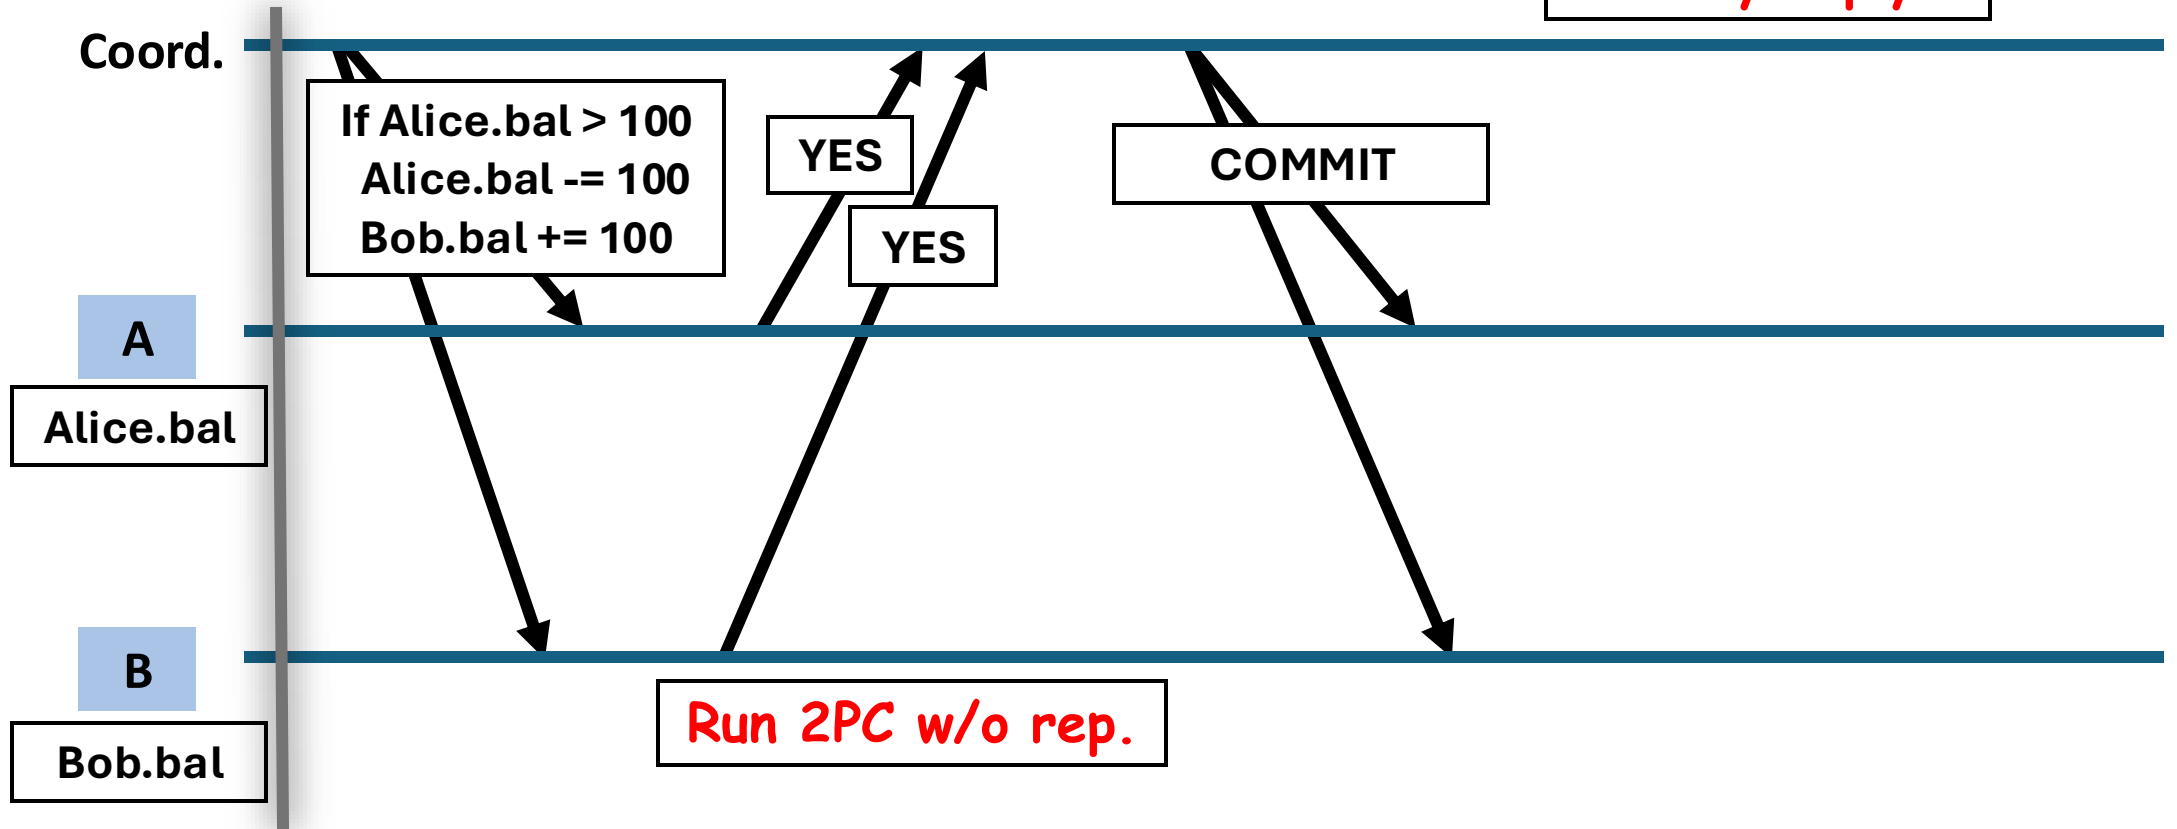 Coord.
If Alice.bal > 100
Alice.bal -= 100
Bob.bal += 100
YES
YES
COMMIT
A
Alice.bal
B
Bob.bal
Run 2PC w/o rep.